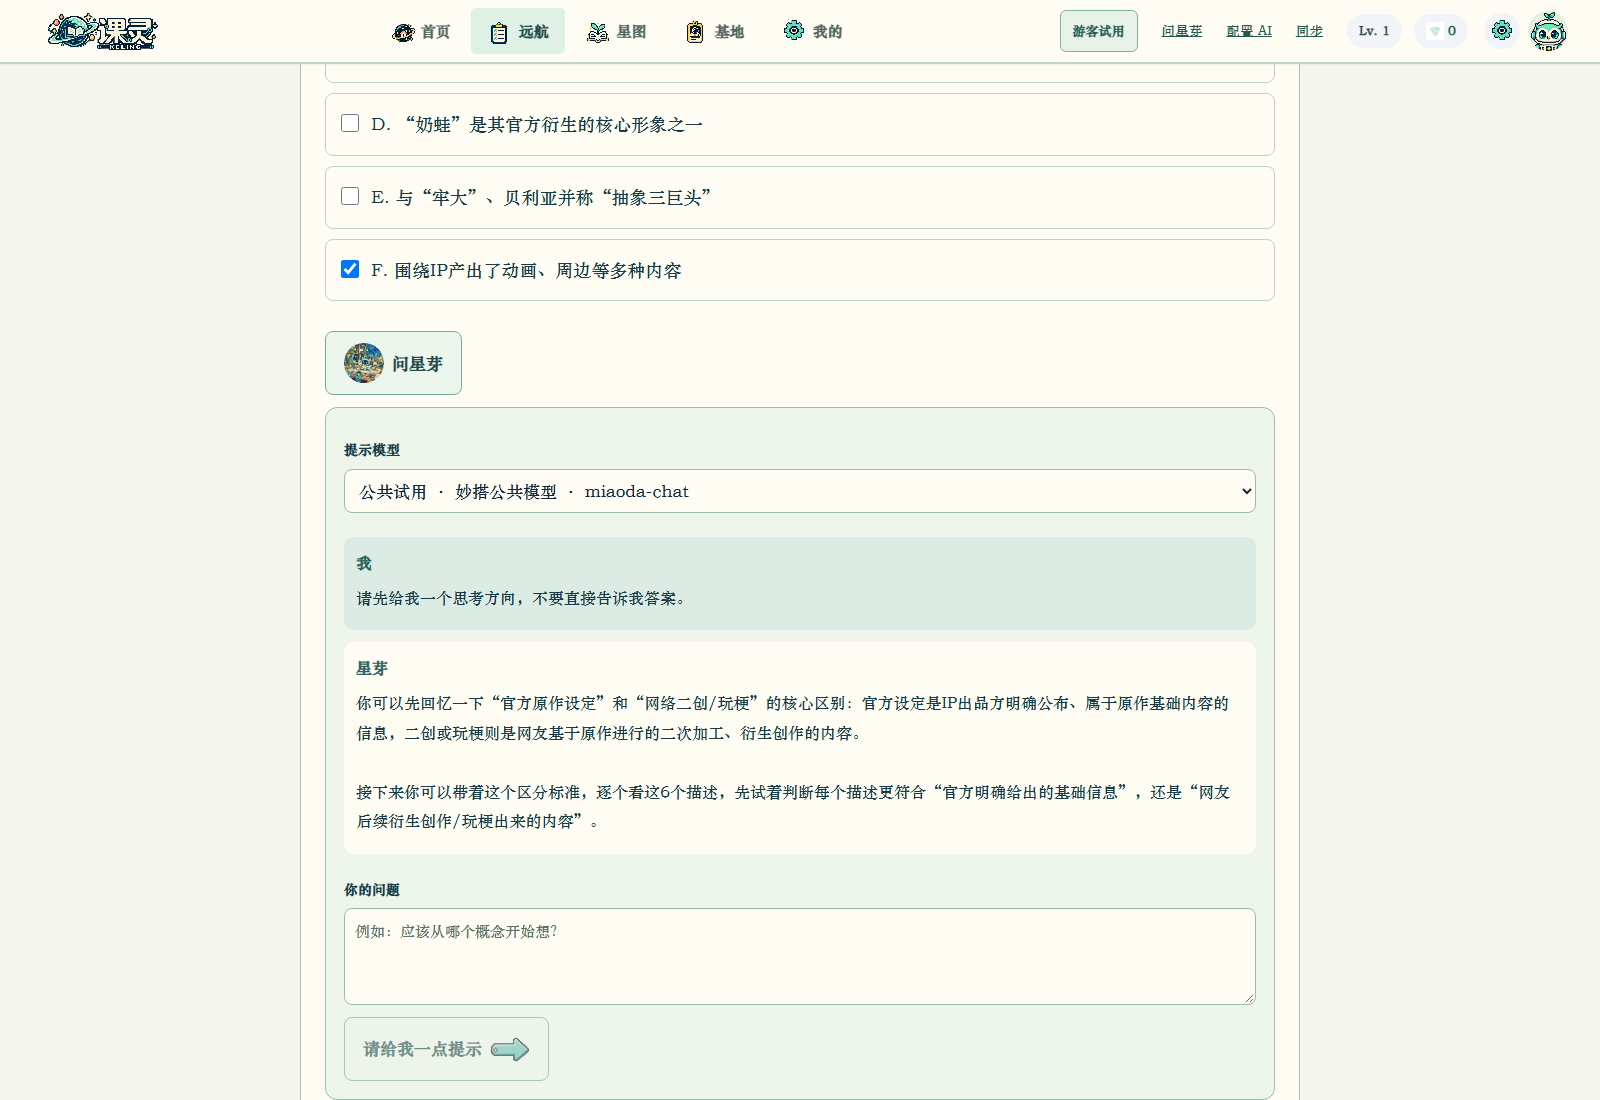 课灵
KELING
首页
远航
星图
基地
我的
游客试用
问星芽
配置 AI
同步
Lv. 1
0
D. “奶蛙”是其官方衍生的核心形象之一
E. 与“牢大”、贝利亚并称“抽象三巨头”
F. 围绕IP产出了动画、周边等多种内容
问星芽
提示模型
公共试用 · 妙搭公共模型 · miaoda-chat
我
请先给我一个思考方向，不要直接告诉我答案。
星芽
你可以先回忆一下“官方原作设定”和“网络二创/玩梗”的核心区别：官方设定是IP出品方明确公布、属于原作基础内容的
信息，二创或玩梗则是网友基于原作进行的二次加工、衍生创作的内容。
接下来你可以带着这个区分标准，逐个看这6个描述，先试着判断每个描述更符合“官方明确给出的基础信息”，还是“网友
后续衍生创作/玩梗出来的内容”。
你的问题
例如：应该从哪个概念开始想？
请给我一点提示